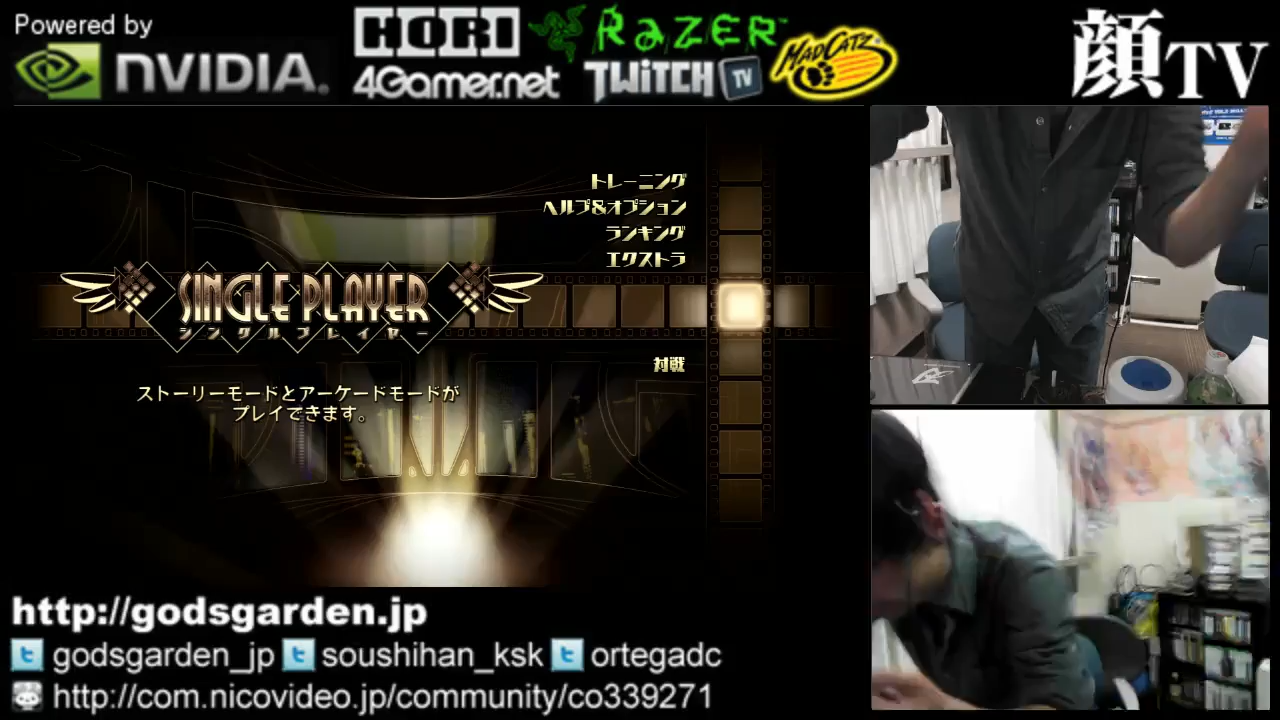 Powered by
NVIDIA.
HORI
RAZER
4Gamer.net
TWITCH TV
MADCATZ
顔TV
トレーニング
ヘルプ&オプション
ランキング
エクストラ
SINGLE PLAYER
シングルプレイヤー
対戦
ストーリーモードとアーケードモードが
プレイできます。
http://godsgarden.jp
godsgarden_jp soushihan_ksk ortegadc
http://com.nicovideo.jp/community/co339271